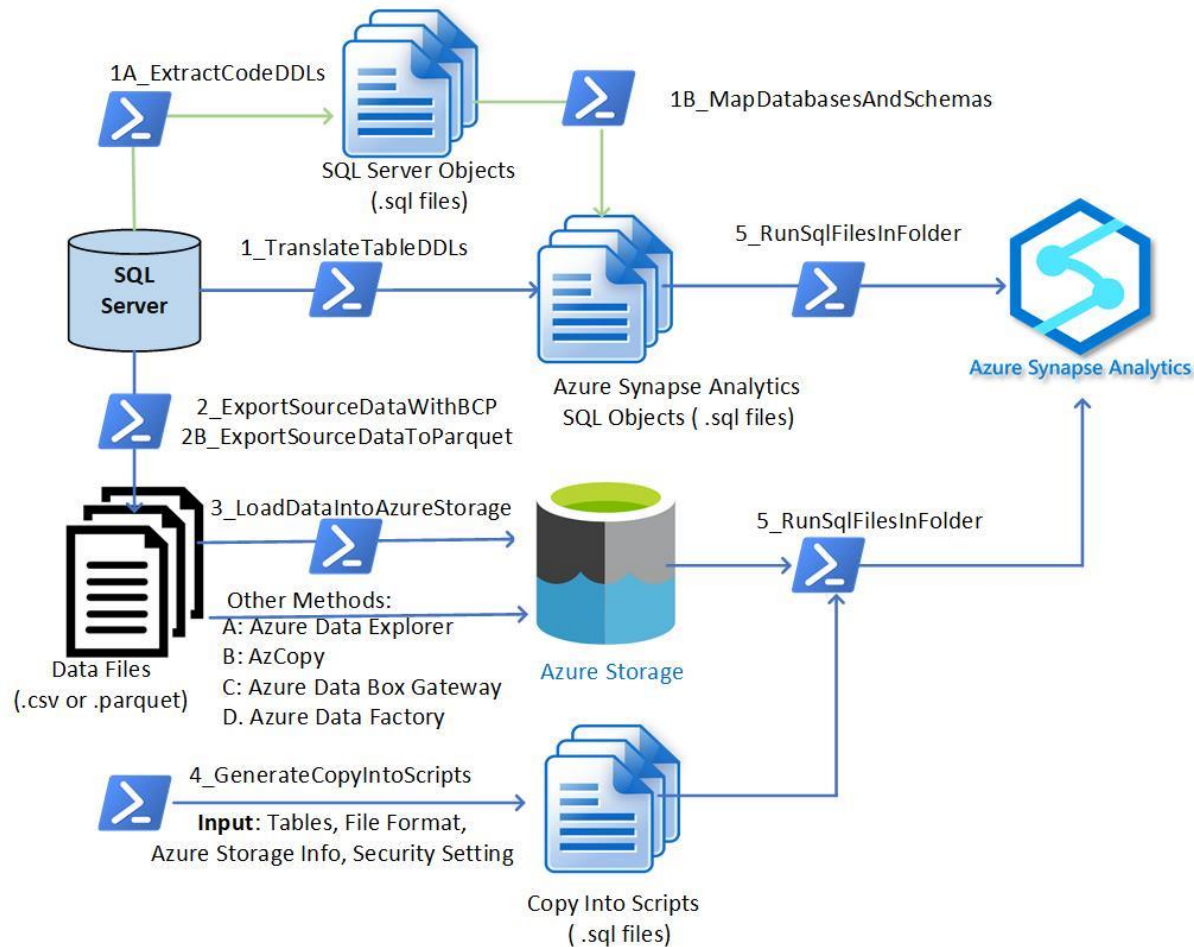 1A_ExtractCodeDDLs
1B_MapDatabasesAndSchemas
SQL Server Objects
(.sql files)
SQL
Server
1_TranslateTableDDLs
5_RunSqlFilesInFolder
Azure Synapse Analytics
Azure Synapse Analytics
SQL Objects ( .sql files)
2_ExportSourceDataWithBCP
2B_ExportSourceDataToParquet
3_LoadDataIntoAzureStorage
5_RunSqlFilesInFolder
Other Methods:
A: Azure Data Explorer
B: AzCopy
C: Azure Data Box Gateway
D. Azure Data Factory
Data Files
(.csv or .parquet)
Azure Storage
4_GenerateCopyIntoScripts
Input: Tables, File Format,
Azure Storage Info, Security Setting
Copy Into Scripts
( .sql files)